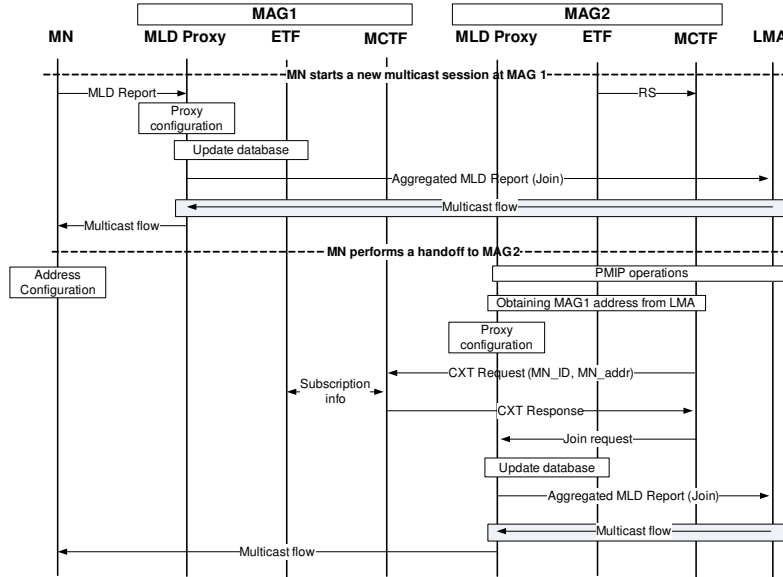 MAG1 MAG2
MN MLD Proxy ETF MCTF MLD Proxy ETF MCTF LMA
MN starts a new multicast session at MAG 1
MLD Report RS
Proxy
configuration
Update database
Aggregated MLD Report (Join)
Multicast flow
Multicast flow
MN performs a handoff to MAG2
Address
Configuration
PMIP operations
Obtaining MAG1 address from LMA
Proxy
configuration
CXT Request (MN_ID, MN_addr)
Subscription
info
CXT Response
Join request
Update database
Aggregated MLD Report (Join)
Multicast flow
Multicast flow